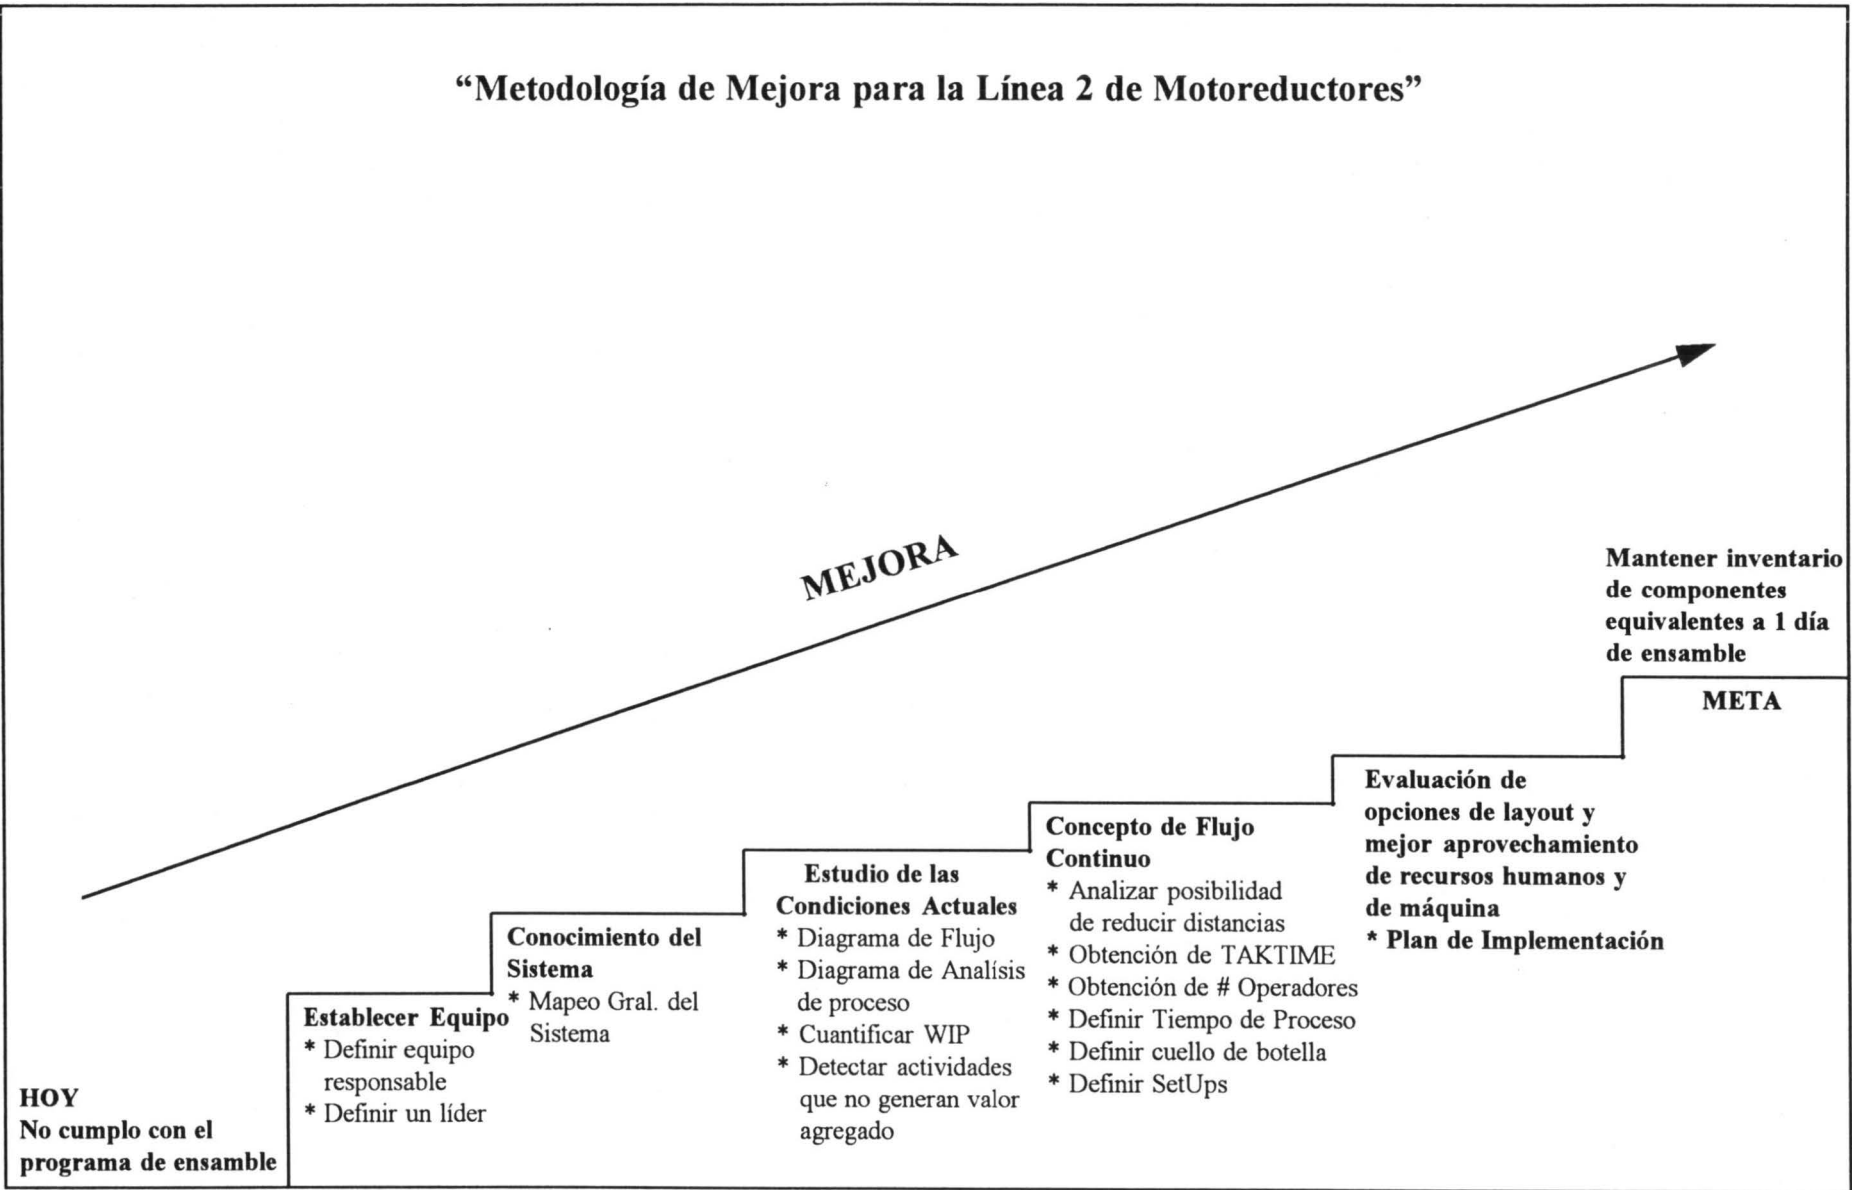 “Metodología de Mejora para la Línea 2 de Motoreductores”
MEJORA
HOY
No cumplo con el
programa de ensamble
Establecer Equipo
* Definir equipo
responsable
* Definir un líder
Conocimiento del
Sistema
* Mapeo Gral. del
Sistema
Estudio de las
Condiciones Actuales
* Diagrama de Flujo
* Diagrama de Analísis
de proceso
* Cuantificar WIP
* Detectar actividades
que no generan valor
agregado
Concepto de Flujo
Continuo
* Analizar posibilidad
de reducir distancias
* Obtención de TAKTIME
* Obtención de # Operadores
* Definir Tiempo de Proceso
* Definir cuello de botella
* Definir SetUps
Evaluación de
opciones de layout y
mejor aprovechamiento
de recursos humanos y
de máquina
* Plan de Implementación
Mantener inventario
de componentes
equivalentes a 1 día
de ensamble
META